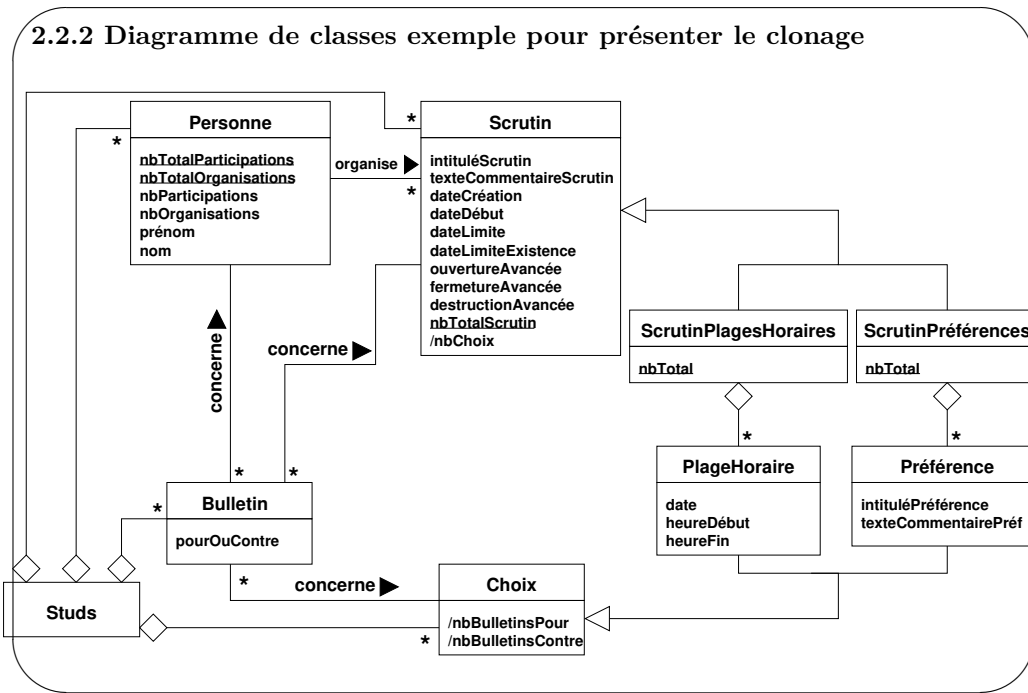 2.2.2 Diagramme de classes exemple pour présenter le clonage
Personne
nbTotalParticipations
nbTotalOrganisations
nbParticipations
nbOrganisations
prénom
nom
*
organise
*
*
Scrutin
intituléScrutin
texteCommentaireScrutin
dateCréation
dateDébut
dateLimite
dateLimiteExistence
ouvertureAvancée
fermetureAvancée
destructionAvancée
nbTotalScrutin
/nbChoix
concerne
concerne
ScrutinPlagesHoraires
nbTotal
ScrutinPréférences
nbTotal
*
*
PlageHoraire
date
heureDébut
heureFin
Préférence
intituléPréférence
texteCommentairePréf
*
*
*
Bulletin
pourOuContre
*
concerne
Choix
/nbBulletinsPour
/nbBulletinsContre
*
Studs